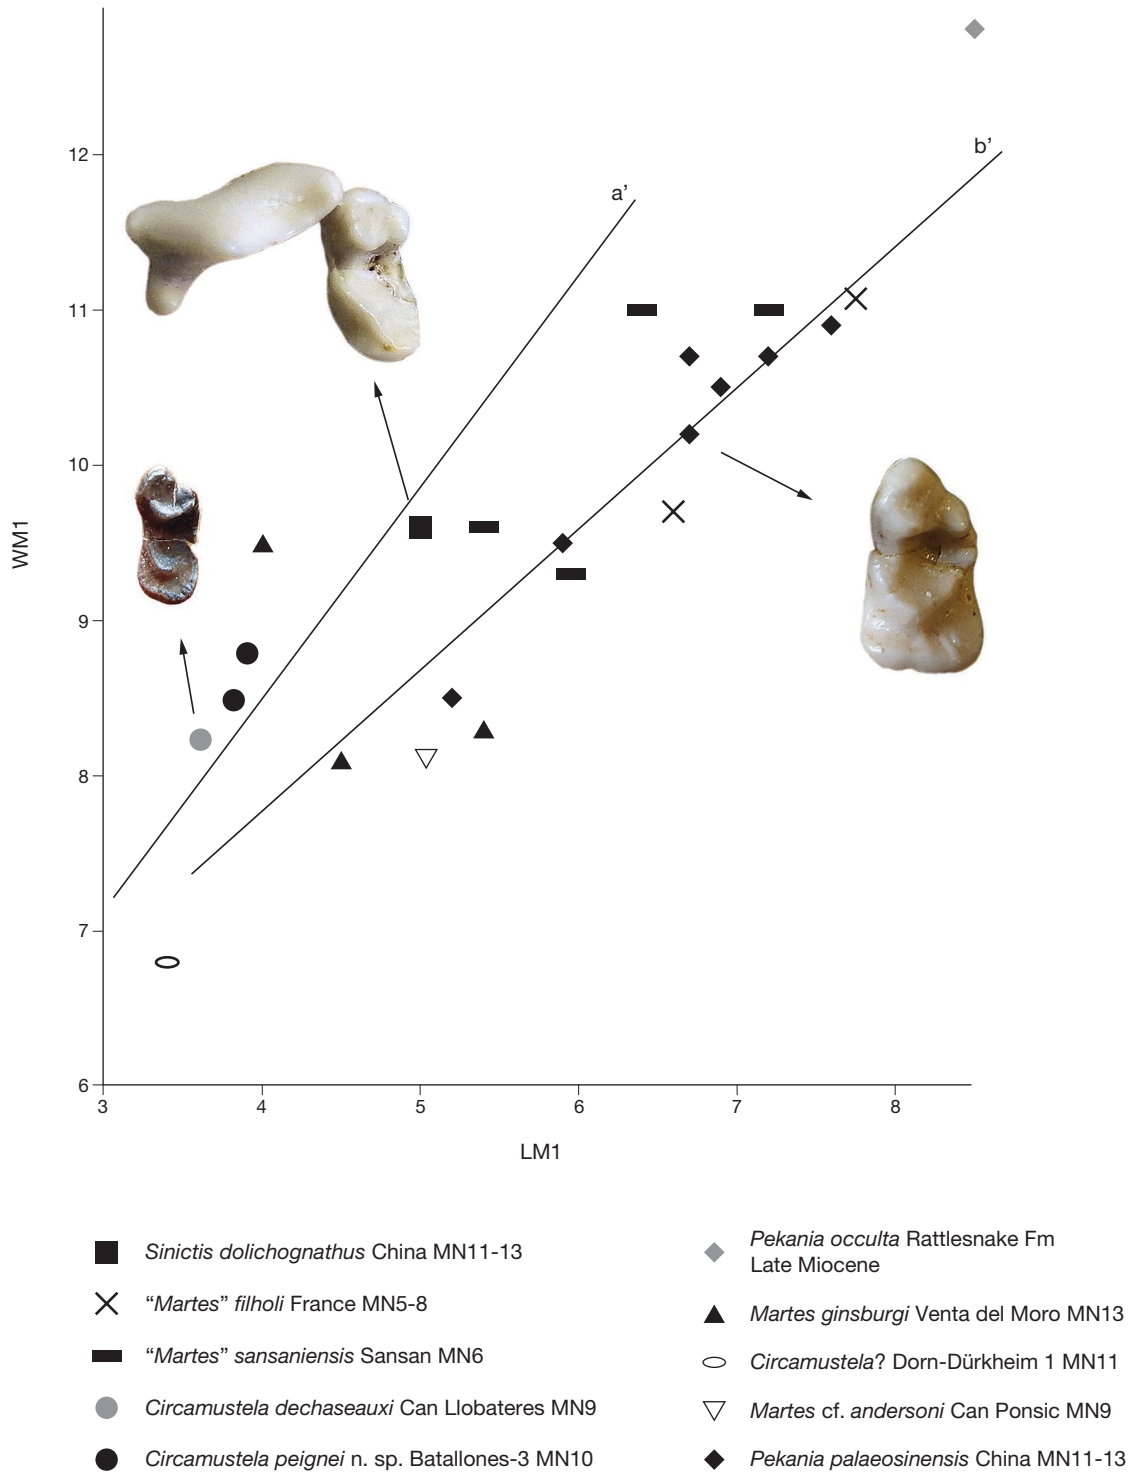 12
11
10
9
8
7
6
3
4
5
6
7
8
WM1
LM1
a’
b’
Sinictis dolichognathus China MN11-13
“Martes” filholi France MN5-8
“Martes” sansaniensis Sansan MN6
Circamustela dechaseauxi Can Llobateres MN9
Circamustela peignei n. sp. Batallones-3 MN10
Pekania occulta Rattlesnake Fm
Late Miocene
Martes ginsburgi Venta del Moro MN13
Circamustela? Dorn-Dürkheim 1 MN11
Martes cf. andersoni Can Ponsic MN9
Pekania palaeosinensis China MN11-13